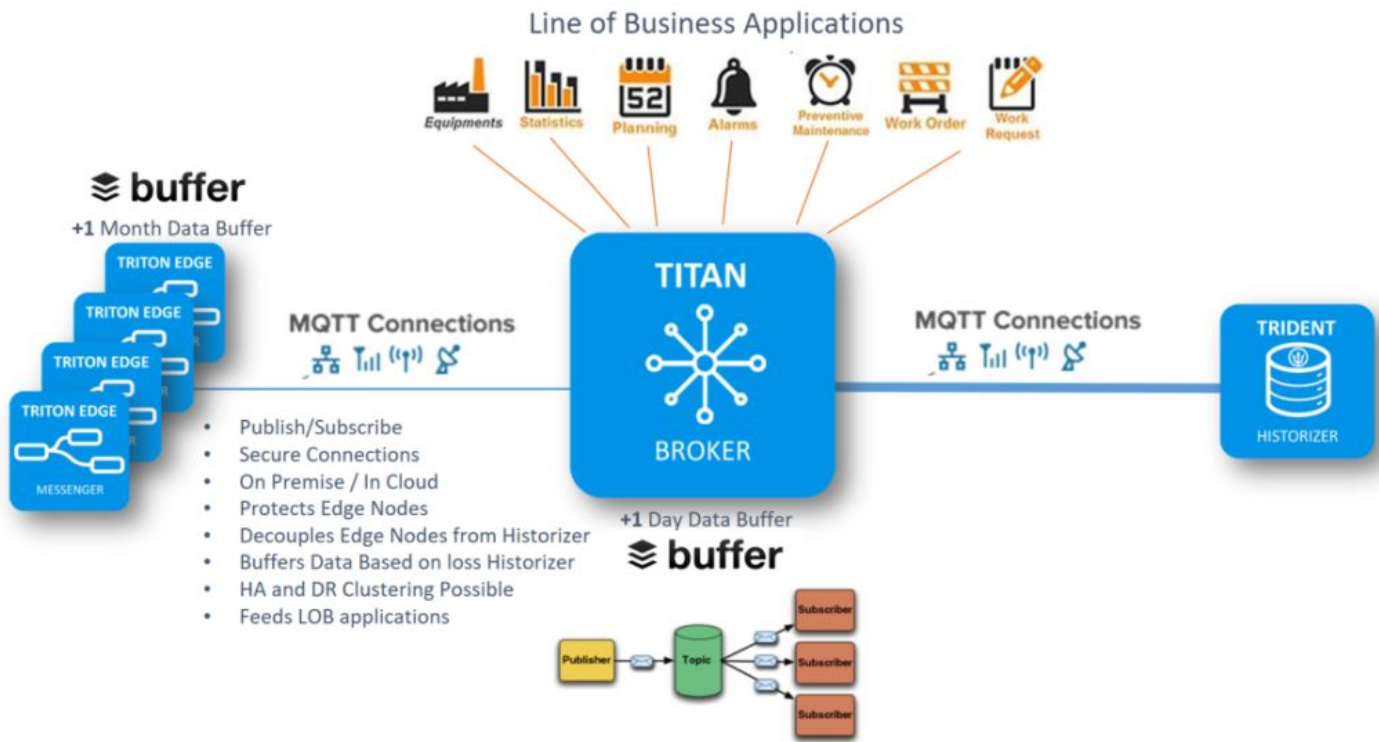 Line of Business Applications
Equipments
Statistics
52
Planning
Alarms
Preventive
Maintenance
Work Order
Work
Request
buffer
+1 Month Data Buffer
TRITON EDGE
TRITON EDGE
TRITON EDGE
TRITON EDGE
MESSENGER
MQTT Connections
• Publish/Subscribe
• Secure Connections
• On Premise / In Cloud
• Protects Edge Nodes
• Decouples Edge Nodes from Historizer
• Buffers Data Based on loss Historizer
• HA and DR Clustering Possible
• Feeds LOB applications
TITAN
BROKER
+1 Day Data Buffer
buffer
MQTT Connections
TRIDENT
HISTORIZER
Publisher
Topic
Subscriber
Subscriber
Subscriber